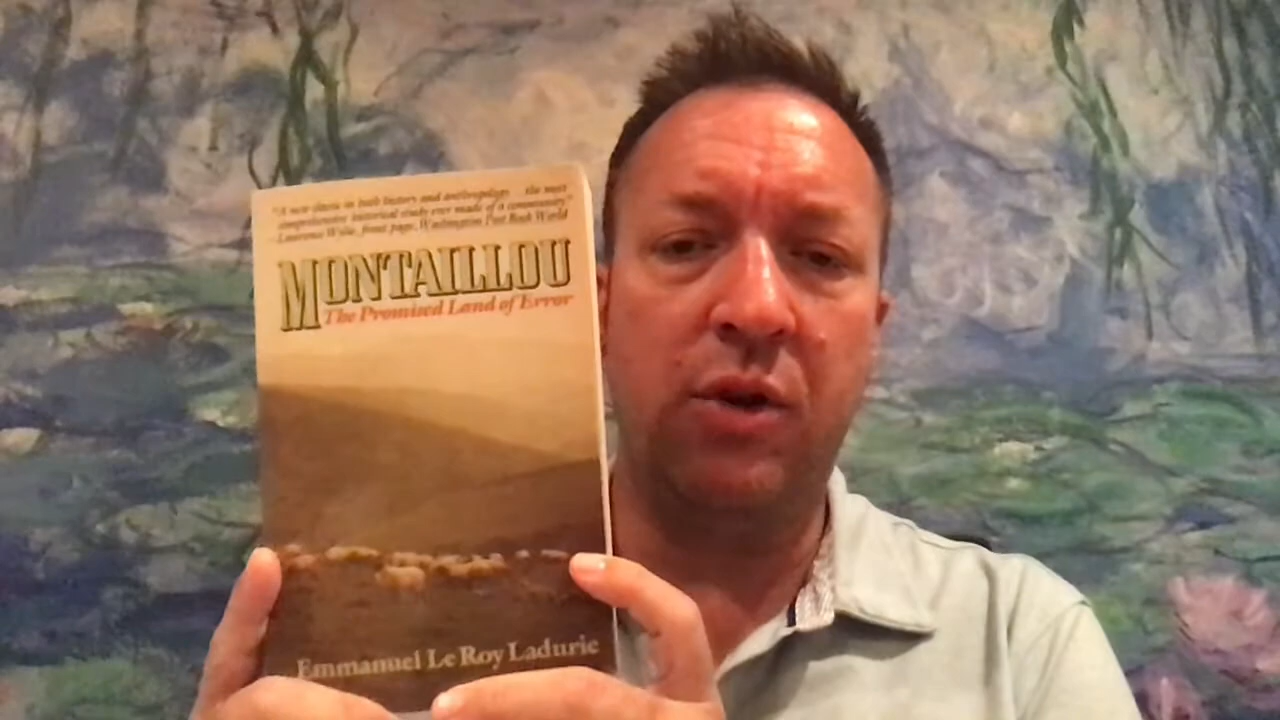 "A new classic in both history and anthropology the most
comprehensive historical study ever made of a community."
Laurence Wylie, front page, Washington Post Book World
MONTAILLOU
The Promised Land of Error
Emmanuel Le Roy Ladurie